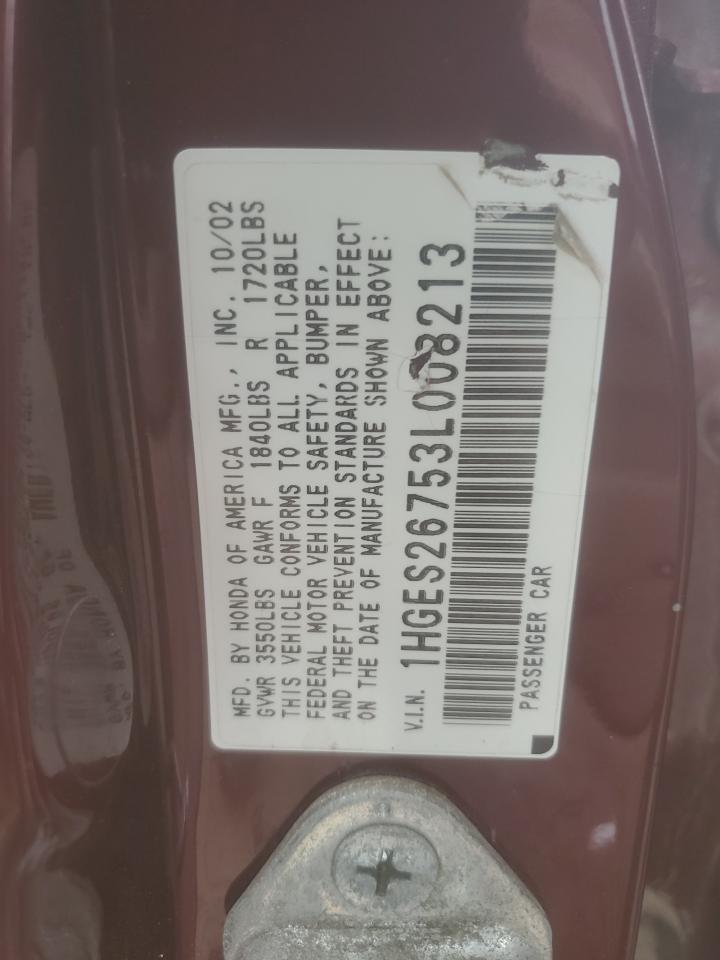 MFD. BY HONDA OF AMERICA MFG., INC. 10/02
GVWR 3550LBS GAWR F 1840LBS R 1720LBS
THIS VEHICLE CONFORMS TO ALL APPLICABLE
FEDERAL MOTOR VEHICLE SAFETY, BUMPER,
AND THEFT PREVENTION STANDARDS IN EFFECT
ON THE DATE OF MANUFACTURE SHOWN ABOVE:
V.I.N. 1HGES26753L008213
PASSENGER CAR